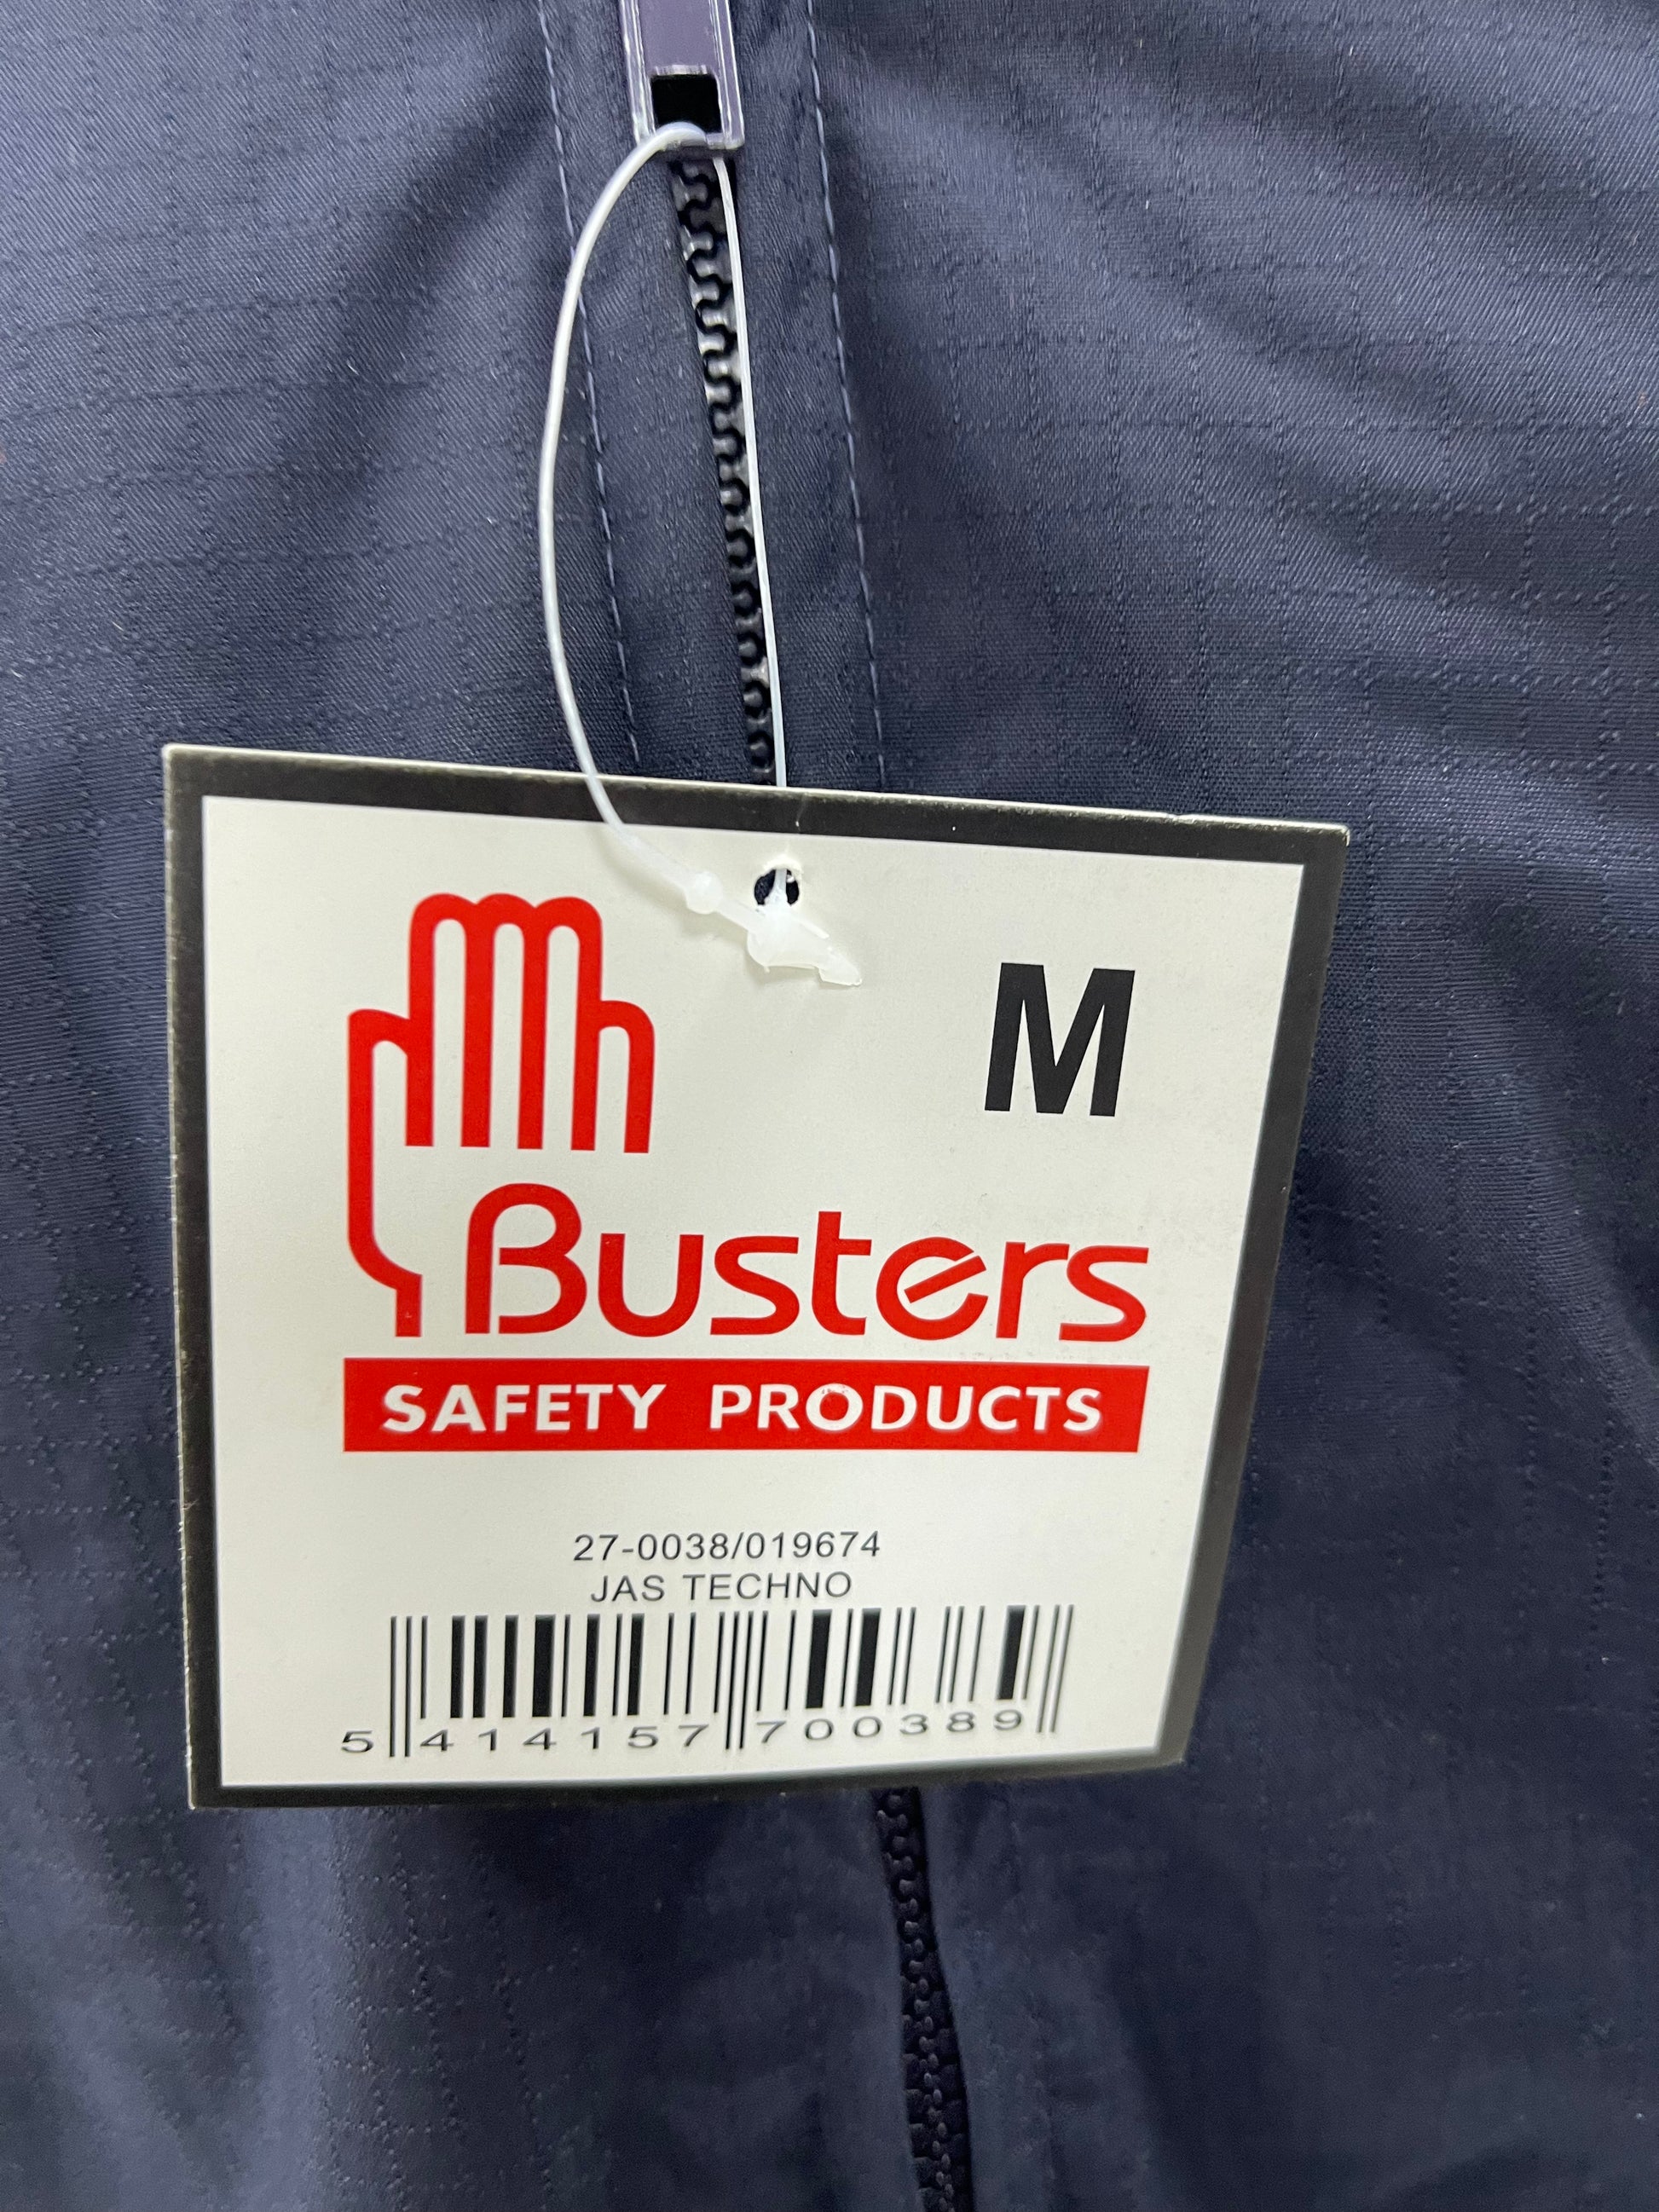 M
Busters
SAFETY PRODUCTS
27-0038/019674
JAS TECHNO
5 414157 700389